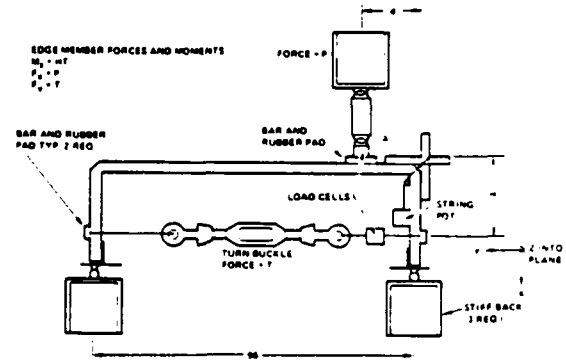 EDGE MEMBER FORCES AND MOMENTS
= HT
= P
= T
d
FORCE = P
BAR AND
RUBBER PAD
BAR AND RUBBER
PAD TYP. 2 REQ
LOAD CELLS
STRING
POT
TURN BUCKLE
FORCE = T
Z INTO
PLANE
STIFF BACK
3 REQ
96